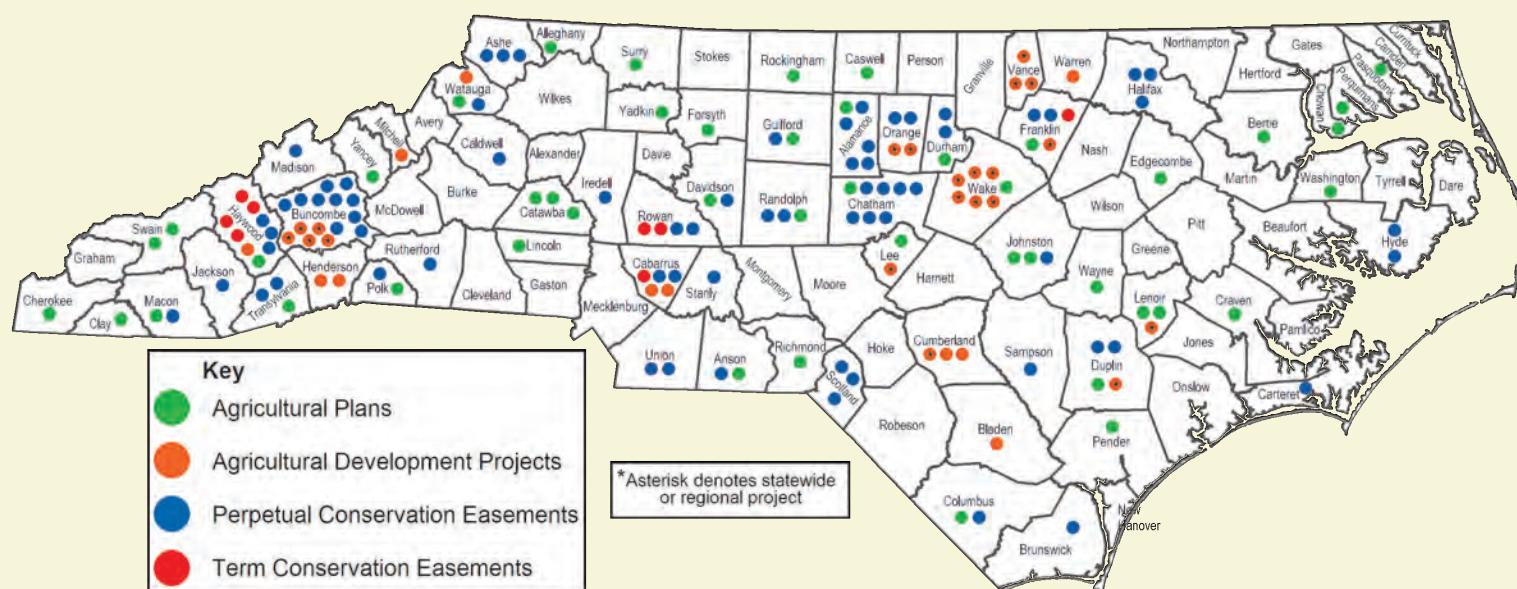 Ashe
Alleghany
Surry
Stokes
Rockingham
Caswell
Person
Granville
Vance
Warren
Northampton
Gates
Currituck
Camden
Pasquotank
Perquimans
Chowan
Hertford
Halifax
Watauga
Wilkes
Yadkin
Forsyth
Guilford
Alamance
Orange
Durham
Franklin
Bertie
Mitchell
Avery
Yancey
Madison
Caldwell
Alexander
Davie
Iredell
Davidson
Randolph
Chatham
Wake
Nash
Edgecombe
Martin
Washington
Tyrrell
Dare
Haywood
Buncombe
McDowell
Burke
Catawba
Rowan
Wilson
Pitt
Beaufort
Hyde
Swain
Graham
Jackson
Henderson
Rutherford
Lincoln
Cabarrus
Stanly
Montgomery
Moore
Lee
Harnett
Johnston
Wayne
Greene
Lenoir
Craven
Pamlico
Cherokee
Clay
Macon
Transylvania
Polk
Cleveland
Gaston
Mecklenburg
Union
Anson
Richmond
Scotland
Hoke
Cumberland
Sampson
Duplin
Jones
Onslow
Carteret
Robeson
Bladen
Pender
Columbus
Brunswick
New
Hanover
Key
Agricultural Plans
Agricultural Development Projects
Perpetual Conservation Easements
Term Conservation Easements
*Asterisk denotes statewide
or regional project